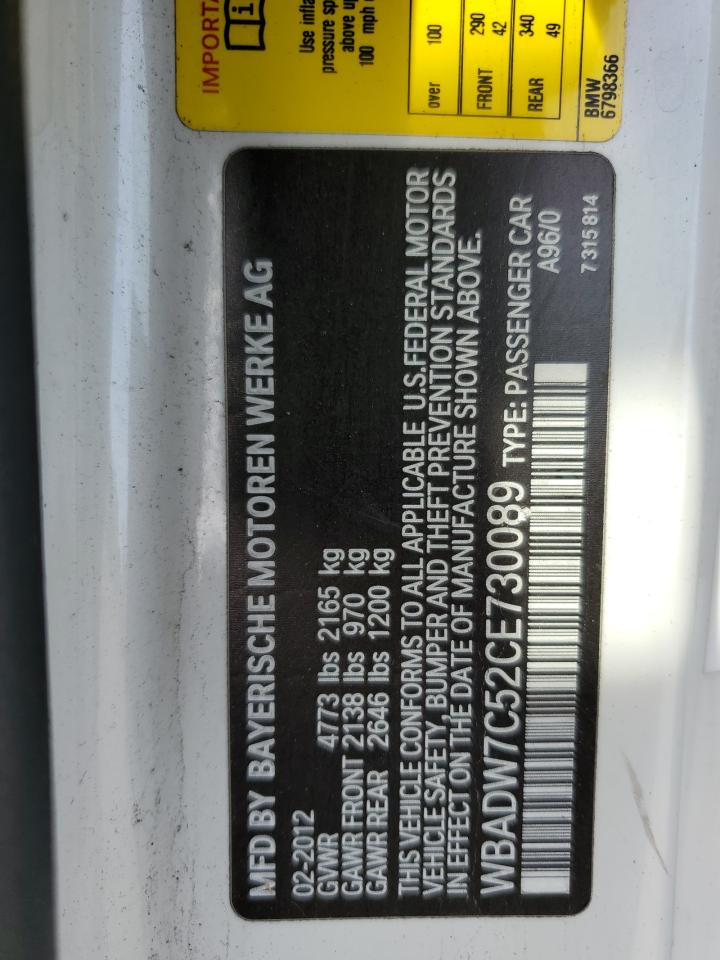 MFD BY BAYERISCHE MOTOREN WERKE AG
02-2012
GVWR 4773 lbs 2165 kg
GAWR FRONT 2138 lbs 970 kg
GAWR REAR 2646 lbs 1200 kg
THIS VEHICLE CONFORMS TO ALL APPLICABLE U.S.FEDERAL MOTOR
VEHICLE SAFETY, BUMPER AND THEFT PREVENTION STANDARDS
IN EFFECT ON THE DATE OF MANUFACTURE SHOWN ABOVE.
WBADW7C52CE730089 TYPE: PASSENGER CAR
A96/0
7 315 814
IMPORTA
Use infla
pressure sp
above up
100 mph
over 100
FRONT 290
42
REAR 340
49
BMW
6798366